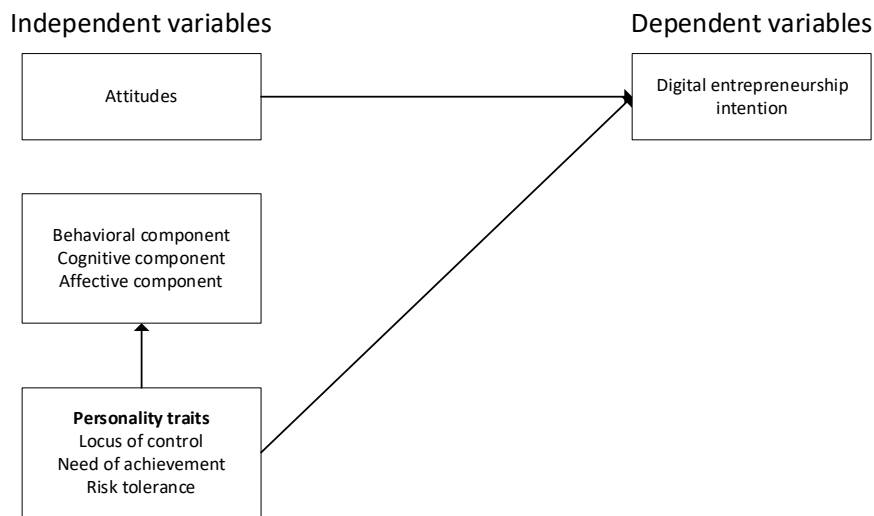 Independent variables
Dependent variables
Attitudes
Digital entrepreneurship
intention
Behavioral component
Cognitive component
Affective component
Personality traits
Locus of control
Need of achievement
Risk tolerance